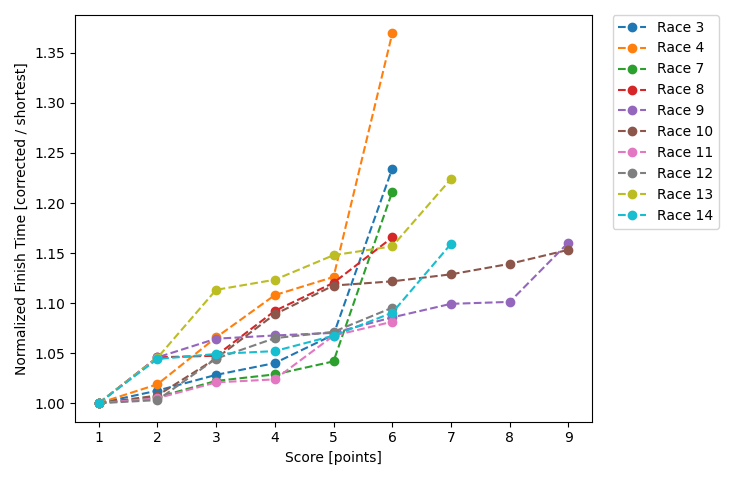 1.35
1.30
1.25
1.20
1.15
1.10
1.05
1.00
Normalized Finish Time [corrected / shortest]
1 2 3 4 5 6 7 8 9
Score [points]
Race 3
Race 4
Race 7
Race 8
Race 9
Race 10
Race 11
Race 12
Race 13
Race 14